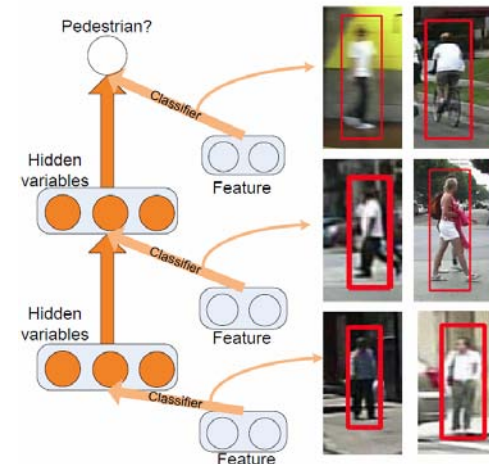 Pedestrian?
Classifier
Hidden
variables
Feature
Classifier
Hidden
variables
Feature
Classifier
Feature